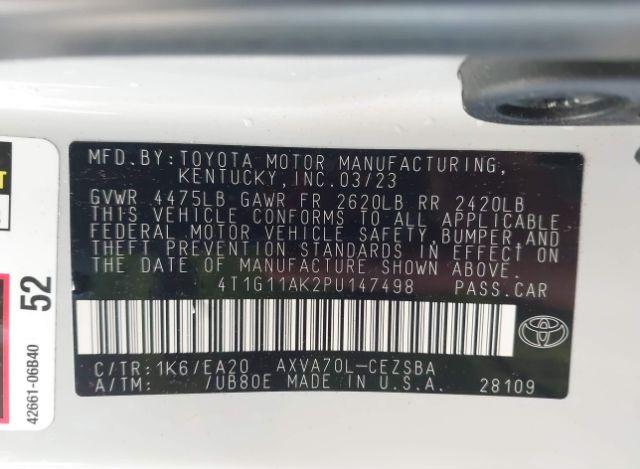 MFD.BY:TOYOTA MOTOR MANUFACTURING,
KENTUCKY, INC.03/23
GVWR 4475LB GAWR FR 2620LB RR 2420LB
THIS VEHICLE CONFORMS TO ALL APPLICABLE
FEDERAL MOTOR VEHICLE SAFETY, BUMPER, AND
THEFT PREVENTION STANDARDS IN EFFECT ON
THE DATE OF MANUFACTURE SHOWN ABOVE.
4T1G11AK2PU147498 PASS.CAR
C/TR:1K6/EA20 AXVA70L-CEZSBA
A/TM: /UB80E MADE IN U.S.A. 28109
52
42661-06B40